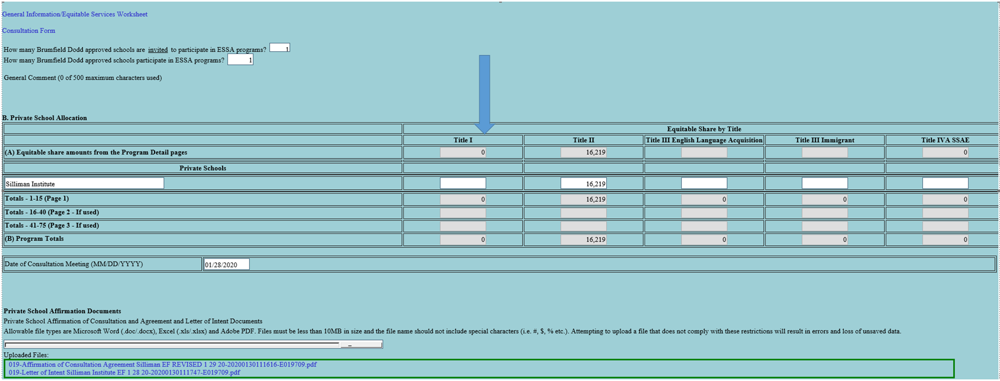 General Information/Equitable Services Worksheet
Consultation Form
How many Brumfield Dodd approved schools are invited to participate in ESSA programs? 1
How many Brumfield Dodd approved schools participate in ESSA programs? 1
General Comment (0 of 500 maximum characters used)
B. Private School Allocation
Equitable Share by Title
Title I Title II Title III English Language Acquisition Title III Immigrant Title IVA SSAE
(A) Equitable share amounts from the Program Detail pages 0 16,219 0
Private Schools
Silliman Institute 16,219
Totals - 1-15 (Page 1) 0 16,219 0 0 0
Totals - 16-40 (Page 2 - If used)
Totals - 41-75 (Page 3 - If used)
(B) Program Totals 0 16,219 0 0 0
Date of Consultation Meeting (MM/DD/YYYY) 01/28/2020
Private School Affirmation Documents
Private School Affirmation of Consultation and Agreement and Letter of Intent Documents
Allowable file types are Microsoft Word (.doc/.docx), Excel (.xls/.xlsx) and Adobe PDF. Files must be less than 10MB in size and the file name should not include special characters (i.e. #, $, % etc.). Attempting to upload a file that does not comply with these restrictions will result in errors and loss of unsaved data.
Uploaded Files:
019-Affirmation of Consultation Agreement Silliman EF REVISED 1 29 20-20200130111616-E019709.pdf
019-Letter of Intent Silliman Institute EF 1 28 20-20200130111747-E019709.pdf